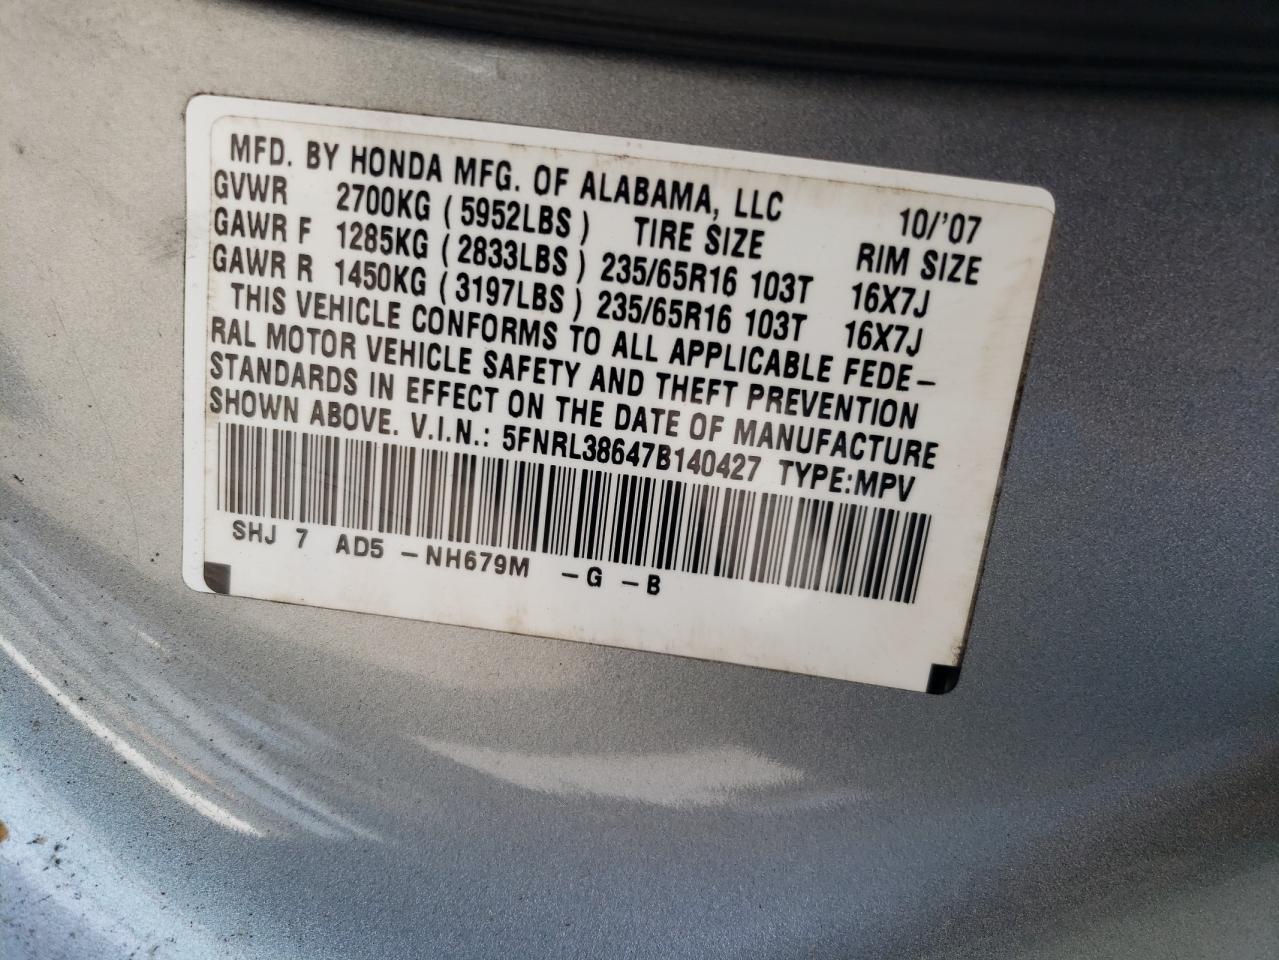 MFD. BY HONDA MFG. OF ALABAMA, LLC 10/'07
GVWR 2700KG (5952LBS) TIRE SIZE RIM SIZE
GAWR F 1285KG (2833LBS) 235/65R16 103T 16X7J
GAWR R 1450KG (3197LBS) 235/65R16 103T 16X7J
THIS VEHICLE CONFORMS TO ALL APPLICABLE FEDE-
RAL MOTOR VEHICLE SAFETY AND THEFT PREVENTION
STANDARDS IN EFFECT ON THE DATE OF MANUFACTURE
SHOWN ABOVE. V.I.N.: 5FNRL38647B140427 TYPE:MPV
SHJ 7 AD5 -NH679M -G -B